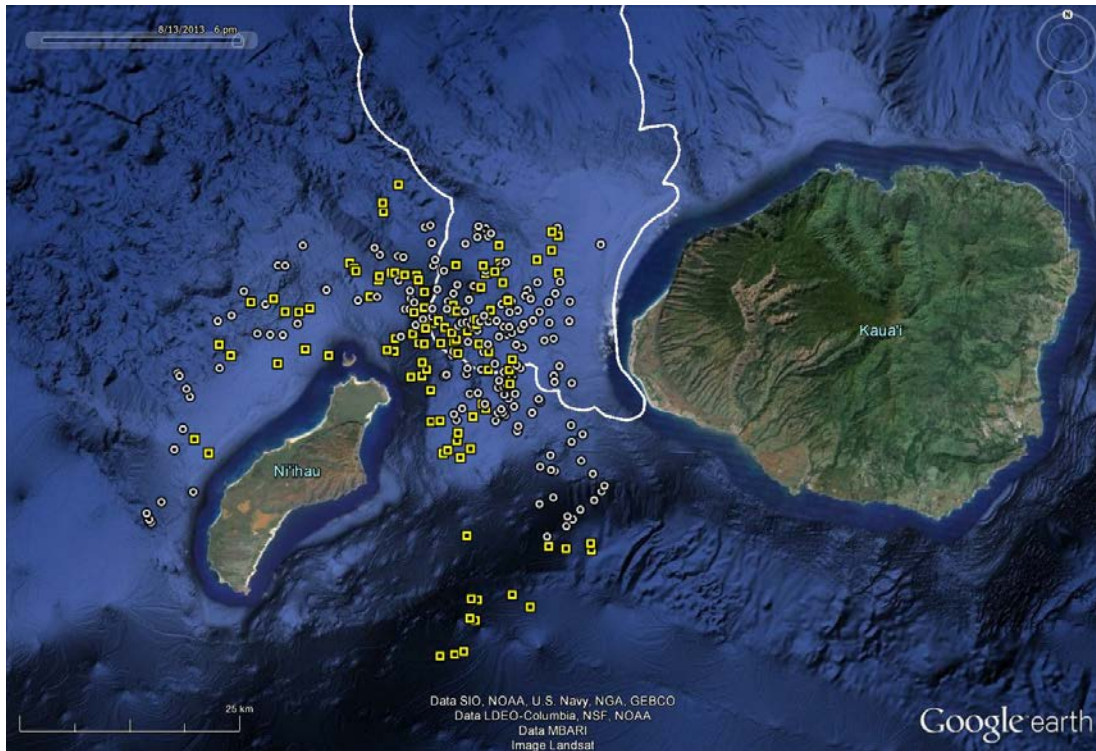 8/13/2013   6 pm
N
Kaua'i
Ni'ihau
25 km
Data SIO, NOAA, U.S. Navy, NGA, GEBCO
Data LDEO-Columbia, NSF, NOAA
Data MBARI
Image Landsat
Google earth